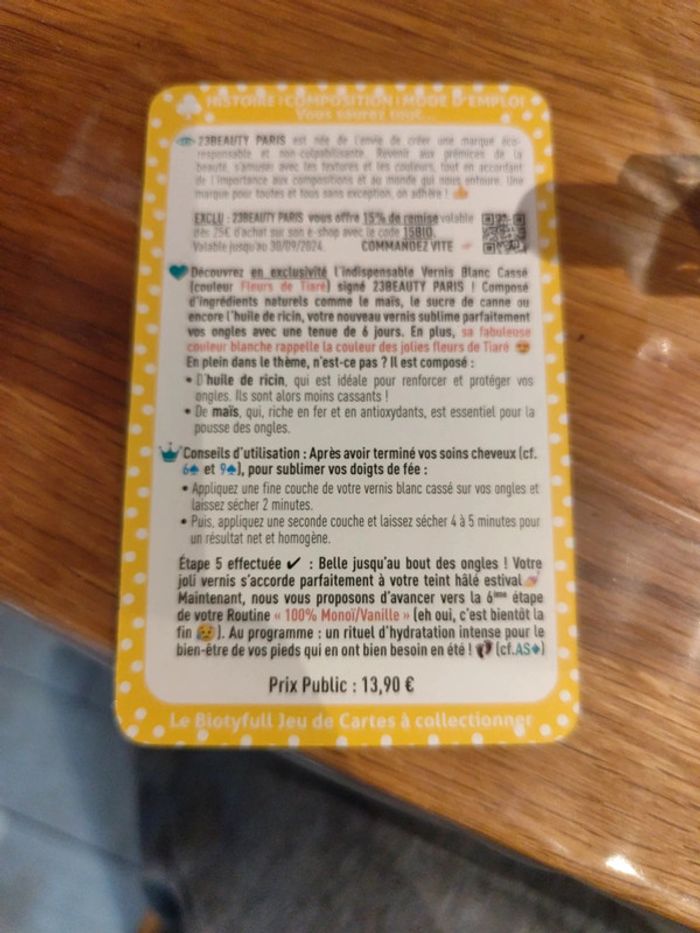 HISTOIRE : COMPOSITION : MODE D'EMPLOI
Vous saurez tout...
23BEAUTY PARIS est née de l'envie de créer une marque éco-
responsable et non-culpabilisante. Revenir aux prémices de la
beauté, s'amuser avec les textures et les couleurs, tout en accordant
de l'importance aux compositions et au monde qui nous entoure. Une
marque pour toutes et tous sans exception, on adhère ! 👍
EXCLU : 23BEAUTY PARIS vous offre 15% de remise valable
dès 25€ d'achat sur son e-shop avec le code 15BIO.
Valable jusqu'au 30/09/2024. COMMANDEZ VITE
Découvrez en exclusivité l'indispensable Vernis Blanc Cassé
(couleur Fleurs de Tiaré) signé 23BEAUTY PARIS ! Composé
d'ingrédients naturels comme le maïs, le sucre de canne ou
encore l'huile de ricin, votre nouveau vernis sublime parfaitement
vos ongles avec une tenue de 6 jours. En plus, sa fabuleuse
couleur blanche rappelle la couleur des jolies fleurs de Tiaré 😍
En plein dans le thème, n'est-ce pas ? Il est composé :
• D'huile de ricin, qui est idéale pour renforcer et protéger vos
ongles. Ils sont alors moins cassants !
• De maïs, qui, riche en fer et en antioxydants, est essentiel pour la
pousse des ongles.
Conseils d'utilisation : Après avoir terminé vos soins cheveux (cf.
6♠ et 9♠), pour sublimer vos doigts de fée :
• Appliquez une fine couche de votre vernis blanc cassé sur vos ongles et
laissez sécher 2 minutes.
• Puis, appliquez une seconde couche et laissez sécher 4 à 5 minutes pour
un résultat net et homogène.
Étape 5 effectuée ✔ : Belle jusqu'au bout des ongles ! Votre
joli vernis s'accorde parfaitement à votre teint hâlé estival 💅
Maintenant, nous vous proposons d'avancer vers la 6ème étape
de votre Routine « 100% Monoï/Vanille » (eh oui, c'est bientôt la
fin 😥). Au programme : un rituel d'hydratation intense pour le
bien-être de vos pieds qui en ont bien besoin en été ! 👣 (cf.AS♦)
Prix Public : 13,90 €
Le Biotyfull Jeu de Cartes à collectionner